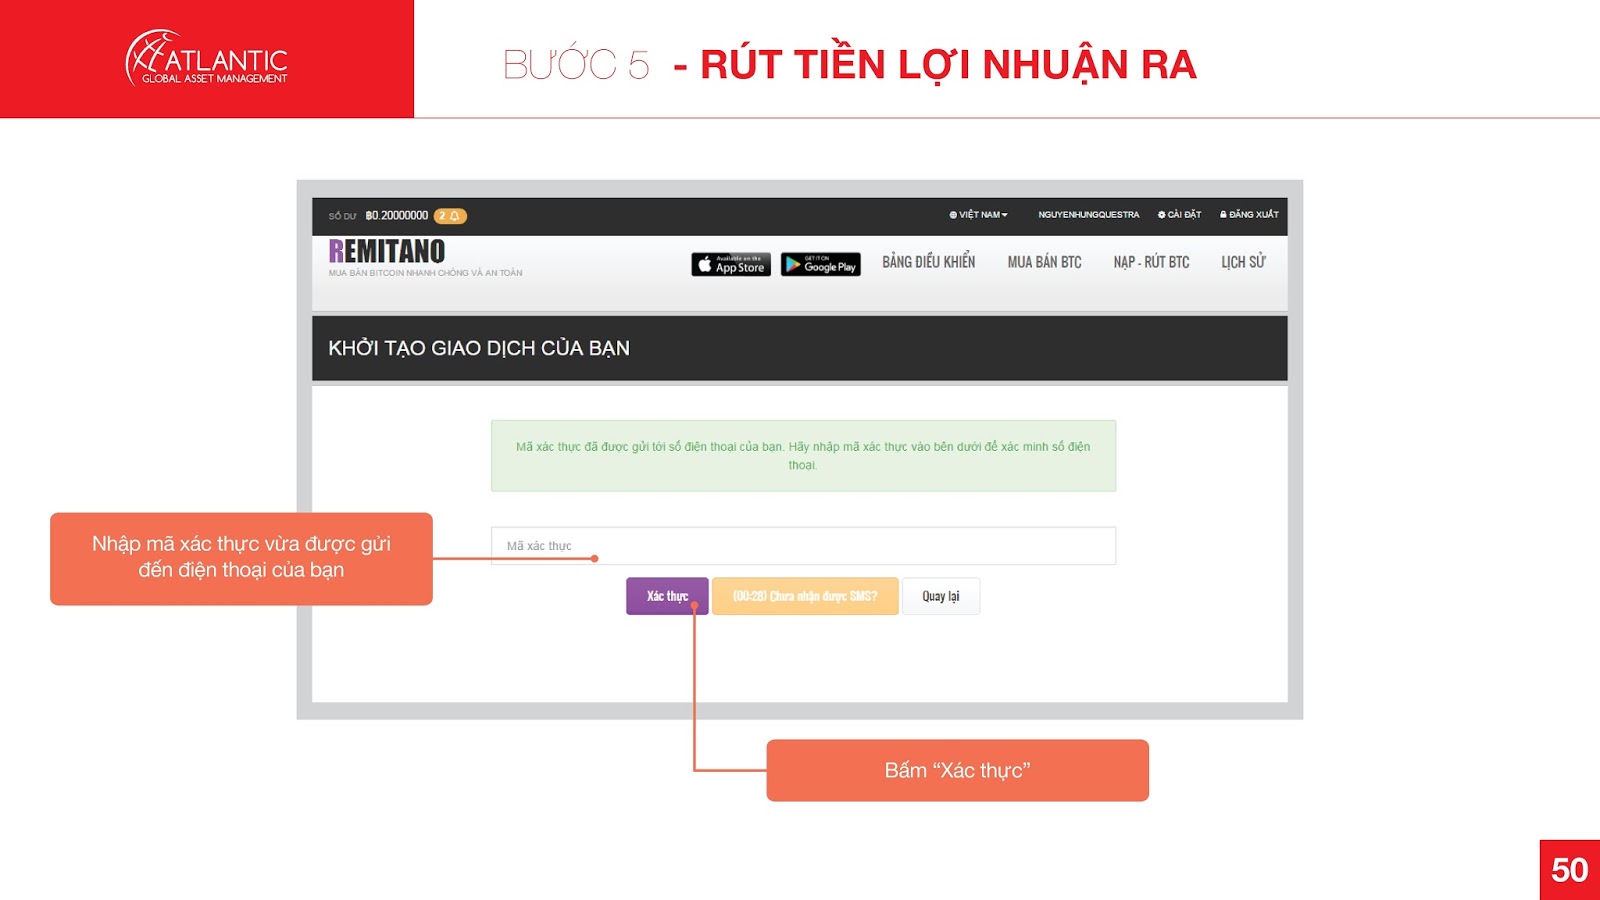 ATLANTIC
GLOBAL ASSET MANAGEMENT
BƯỚC 5 - RÚT TIỀN LỢI NHUẬN RA
SỐ DƯ ฿0.20000000 2
VIỆT NAM NGUYENHUNGQUESTRA CÀI ĐẶT ĐĂNG XUẤT
REMITANO
MUA BÁN BITCOIN NHANH CHÓNG VÀ AN TOÀN
Available on the
App Store
GET IT ON
Google Play
BẢNG ĐIỀU KHIỂN MUA BÁN BTC NẠP - RÚT BTC LỊCH SỬ
KHỞI TẠO GIAO DỊCH CỦA BẠN
Mã xác thực đã được gửi tới số điện thoại của bạn. Hãy nhập mã xác thực vào bên dưới để xác minh số điện
thoại.
Nhập mã xác thực vừa được gửi
đến điện thoại của bạn
Mã xác thực
Xác thực (00:28) Chưa nhận được SMS? Quay lại
Bấm “Xác thực”
50